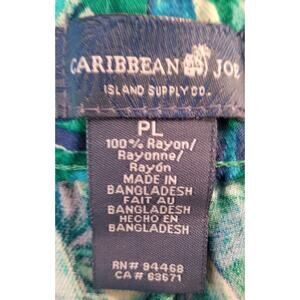 CARIBBEAN JOE
ISLAND SUPPLY CO.
PL
100% Rayon/
Rayonne/
Rayón
MADE IN
BANGLADESH
FAIT AU
BANGLADESH
HECHO EN
BANGLADESH
RN# 94468
CA# 63671